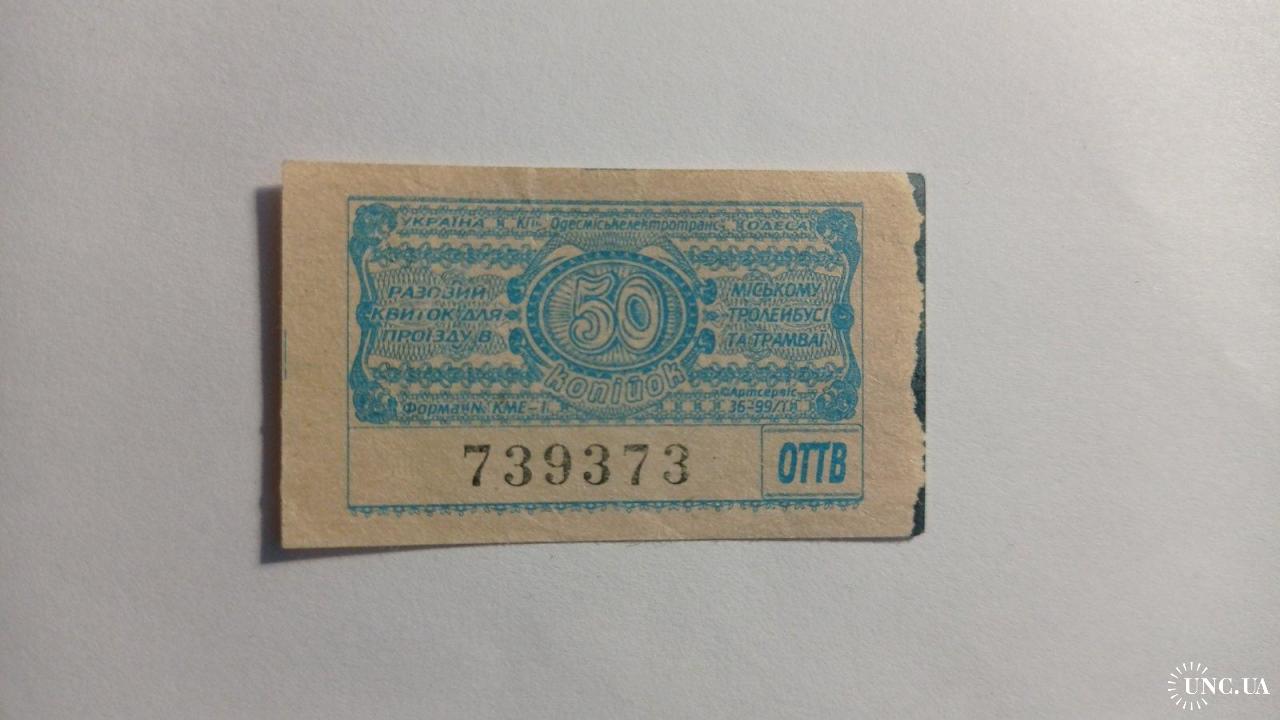 УКРАЇНА КП "Одесміськелектротранс" ОДЕСА
РАЗОВИЙ
КВИТОК ДЛЯ
ПРОЇЗДУ В
50
копійок
МІСЬКОМУ
ТРОЛЕЙБУСІ
ТА ТРАМВАЇ
©Артсервіс
Форма № КМЕ-1
36-99/ТІ
739373
ОТТВ
UNC.UA